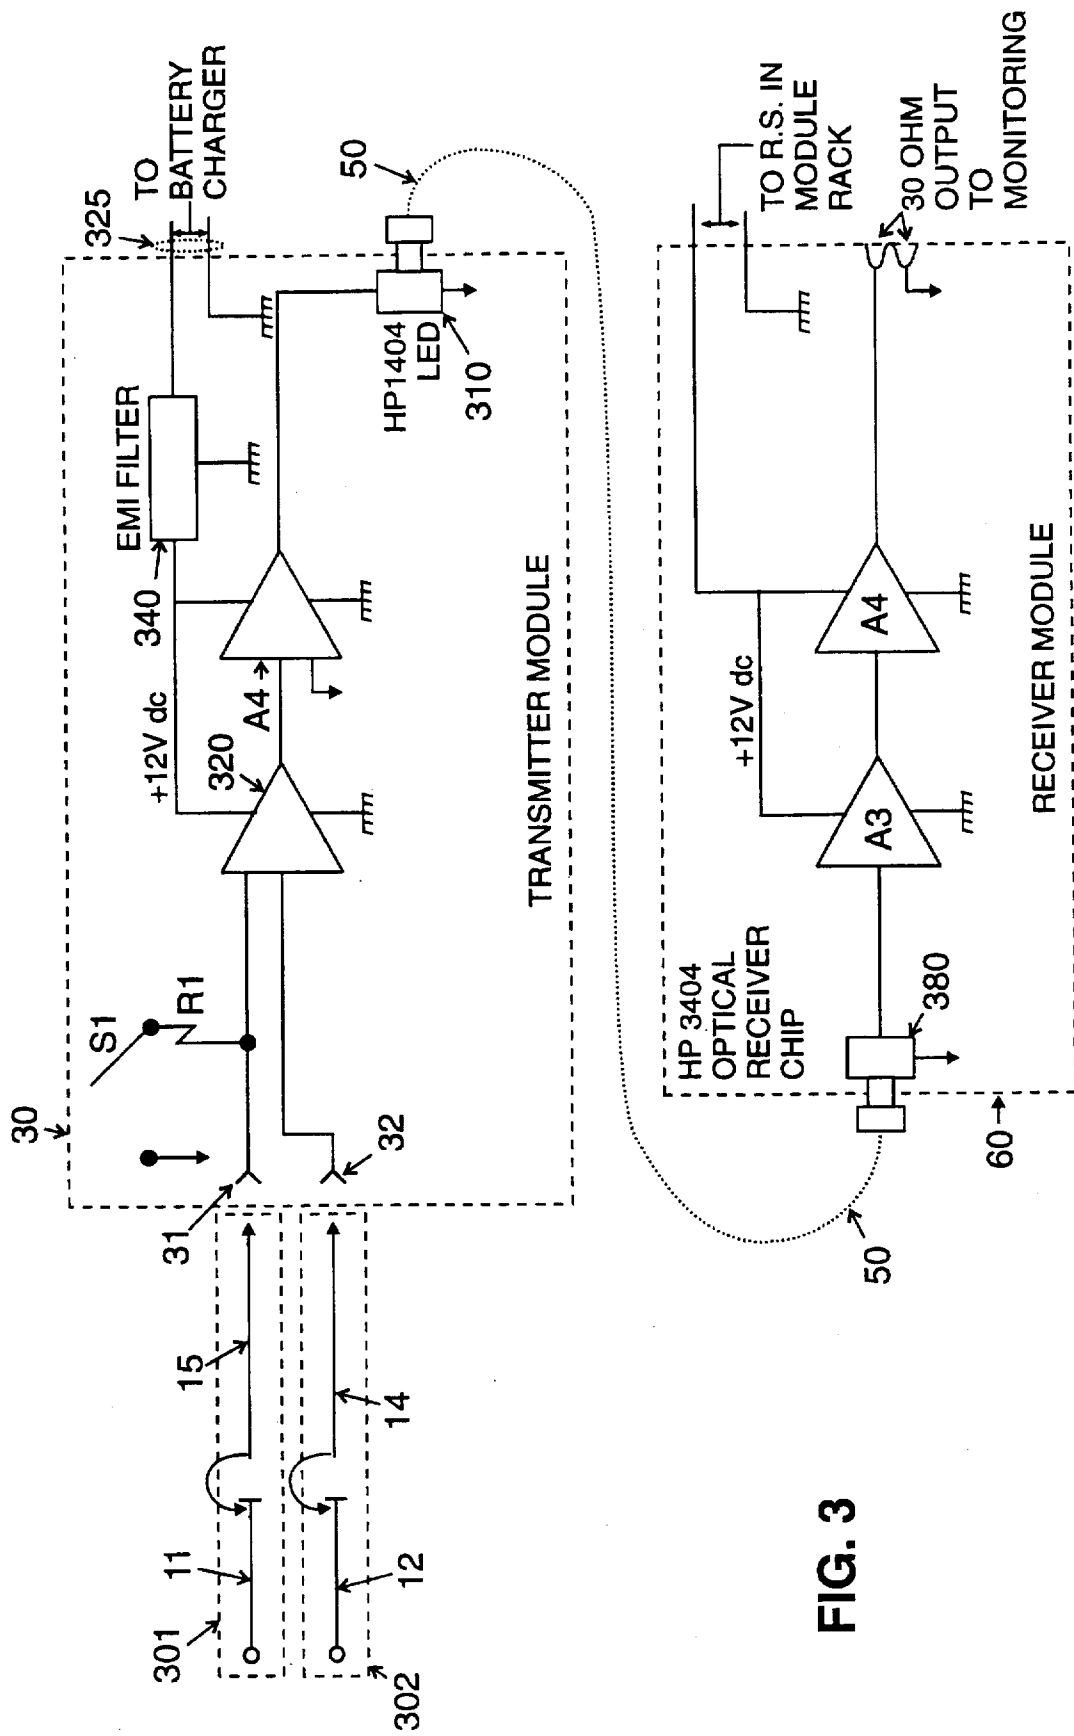 325
TO
BATTERY
CHARGER
EMI FILTER
340
+12V dc
HP1404
LED
310
50
A4
320
S1
R1
30
31
32
TRANSMITTER MODULE
301
11
15
302
12
14
TO R.S. IN
MODULE
RACK
30 OHM
OUTPUT
TO
MONITORING
+12V dc
A4
A3
HP 3404
OPTICAL
RECEIVER
CHIP
380
RECEIVER MODULE
60
50
FIG. 3